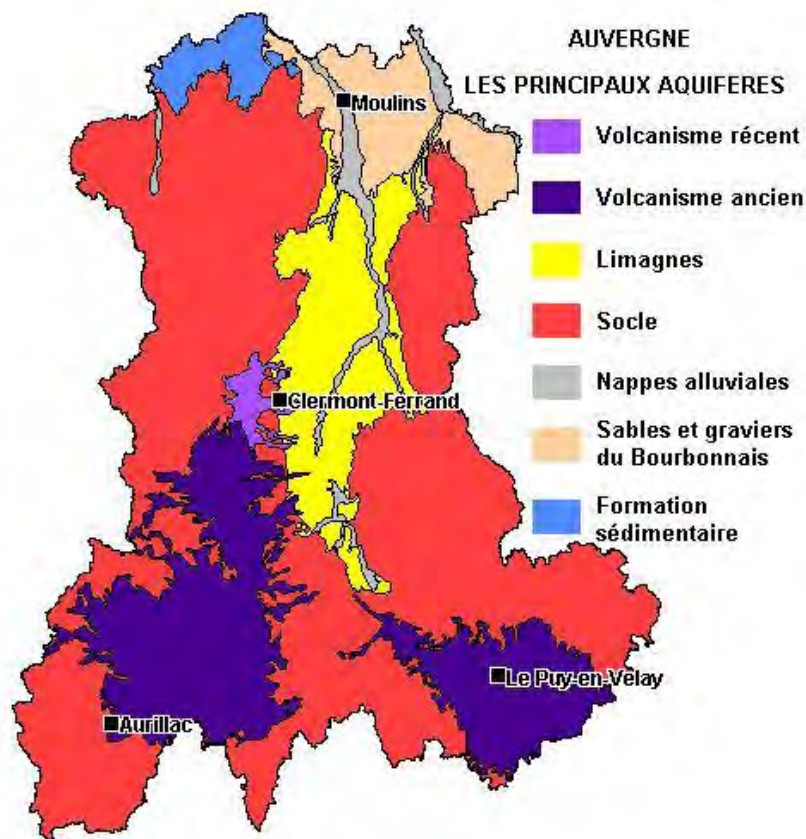 AUVERGNE
LES PRINCIPAUX AQUIFERES
Moulins
Volcanisme récent
Volcanisme ancien
Limagnes
Socle
Nappes alluviales
Clermont-Ferrand
Sables et graviers
du Bourbonnais
Formation
sédimentaire
Le Puy-en-Velay
Aurillac